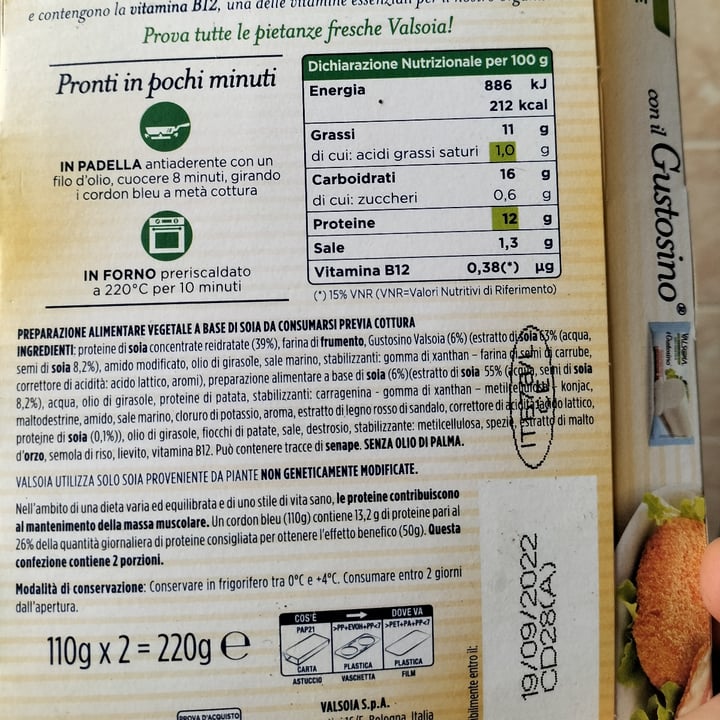 e contengono la vitamina B12, una delle vitamine essenziali per il
Prova tutte le pietanze fresche Valsoia!
Pronti in pochi minuti
IN PADELLA antiaderente con un
filo d'olio, cuocere 8 minuti, girando
i cordon bleu a metà cottura
IN FORNO preriscaldato
a 220°C per 10 minuti
Dichiarazione Nutrizionale per 100 g
Energia 886 kJ
212 kcal
Grassi 11 g
di cui: acidi grassi saturi 1,0 g
Carboidrati 16 g
di cui: zuccheri 0,6 g
Proteine 12 g
Sale 1,3 g
Vitamina B12 0,38(*) µg
(*) 15% VNR (VNR=Valori Nutritivi di Riferimento)
PREPARAZIONE ALIMENTARE VEGETALE A BASE DI SOIA DA CONSUMARSI PREVIA COTTURA
INGREDIENTI: proteine di soia concentrate reidratate (39%), farina di frumento, Gustosino Valsoia (6%) (estratto di soia 63% (acqua,
semi di soia 8,2%), amido modificato, olio di girasole, sale marino, stabilizzanti: gomma di xanthan – farina di semi di carrube,
correttore di acidità: acido lattico, aromi), preparazione alimentare a base di soia (6%)(estratto di soia 55% (acqua, semi di soia
8,2%), acqua, olio di girasole, proteine di patata, stabilizzanti: carragenina - gomma di xanthan – metilcellulosa - konjac,
maltodestrine, amido, sale marino, cloruro di potassio, aroma, estratto di legno rosso di sandalo, correttore di acidità: acido lattico,
proteine di soia (0,1%)), olio di girasole, fiocchi di patate, sale, destrosio, stabilizzante: metilcellulosa, spezie, estratto di malto
d'orzo, semola di riso, lievito, vitamina B12. Può contenere tracce di senape. SENZA OLIO DI PALMA.
VALSOIA UTILIZZA SOLO SOIA PROVENIENTE DA PIANTE NON GENETICAMENTE MODIFICATE.
Nell'ambito di una dieta varia ed equilibrata e di uno stile di vita sano, le proteine contribuiscono
al mantenimento della massa muscolare. Un cordon bleu (110g) contiene 13,2 g di proteine pari al
26% della quantità giornaliera di proteine consigliata per ottenere l'effetto benefico (50g). Questa
confezione contiene 2 porzioni.
Modalità di conservazione: Conservare in frigorifero tra 0°C e +4°C. Consumare entro 2 giorni
dall'apertura.
110g x 2 = 220g e
COS'È DOVE VA
PAP21 >PP+EVOH+PP<7 >PET+PA+PP<7
CARTA PLASTICA PLASTICA
ASTUCCIO VASCHETTA FILM
VALSOIA S.p.A.
Bologna, Italia
PROVA D'ACQUISTO
19/09/2022
CD28(A)
con il Gustosino®